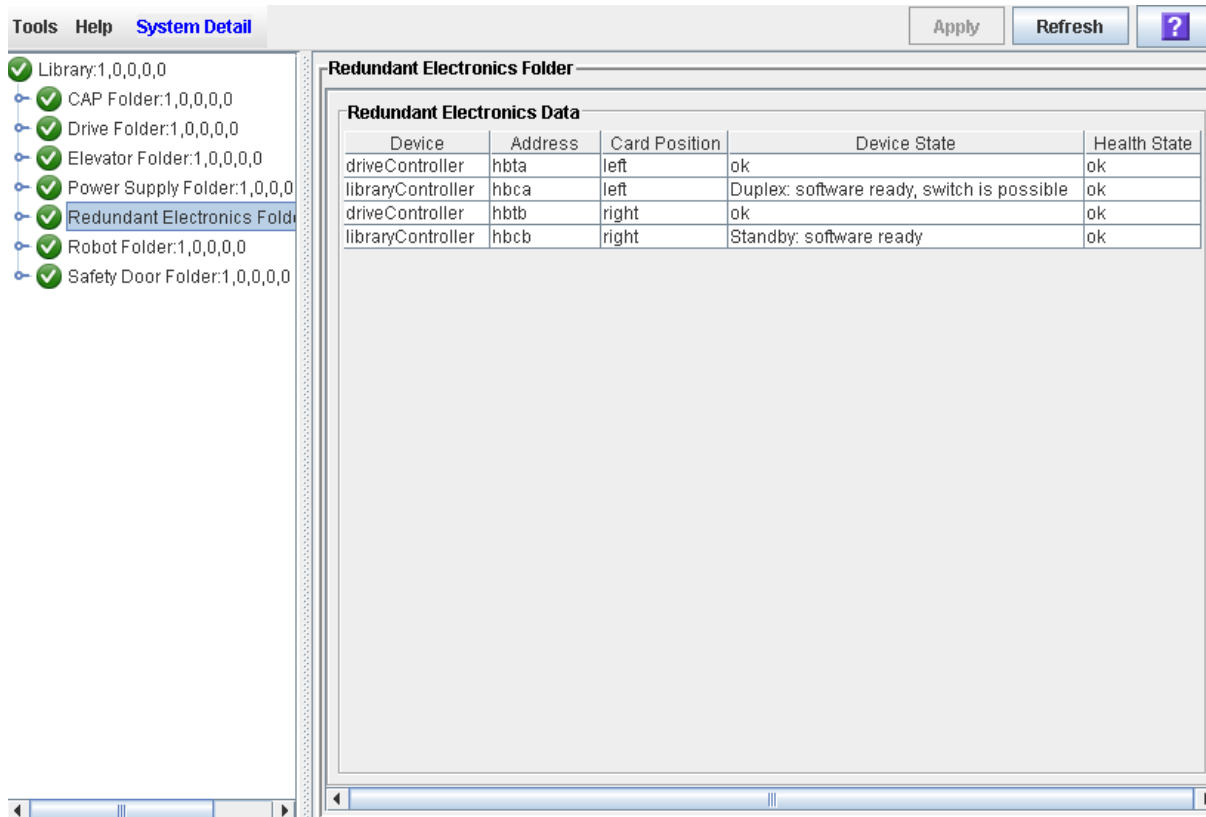 Tools Help System Detail Apply Refresh ?
Library:1,0,0,0,0
CAP Folder:1,0,0,0,0
Drive Folder:1,0,0,0,0
Elevator Folder:1,0,0,0,0
Power Supply Folder:1,0,0,0
Redundant Electronics Folde
Robot Folder:1,0,0,0,0
Safety Door Folder:1,0,0,0,0
Redundant Electronics Folder
Redundant Electronics Data
Device Address Card Position Device State Health State
driveController hbta left ok ok
libraryController hbca left Duplex: software ready, switch is possible ok
driveController hbtb right ok ok
libraryController hbcb right Standby: software ready ok